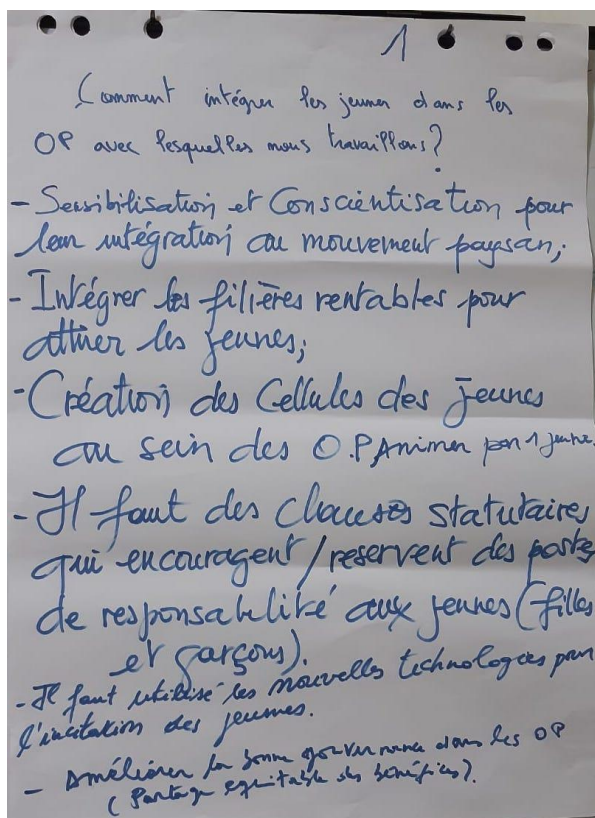 1
Comment intégrer les jeunes dans les
OP avec lesquelles nous travaillons?
- Sensibilisation et Conscientisation pour
leur intégration au mouvement paysan;
- Intégrer les filières rentables pour
attirer les jeunes;
- Création des Cellules des jeunes
au sein des O.P, Animer par 1 jeune.
- Il faut des clauses statutaires
qui encouragent/reservent des postes
de responsabilité aux jeunes (filles
et garçons).
- Il faut utilisé les nouvelles technologies pour
l'incitation des jeunes.
- Améliorer la bonne gouvernance dans les OP
(Partage equitable des bénéfices).